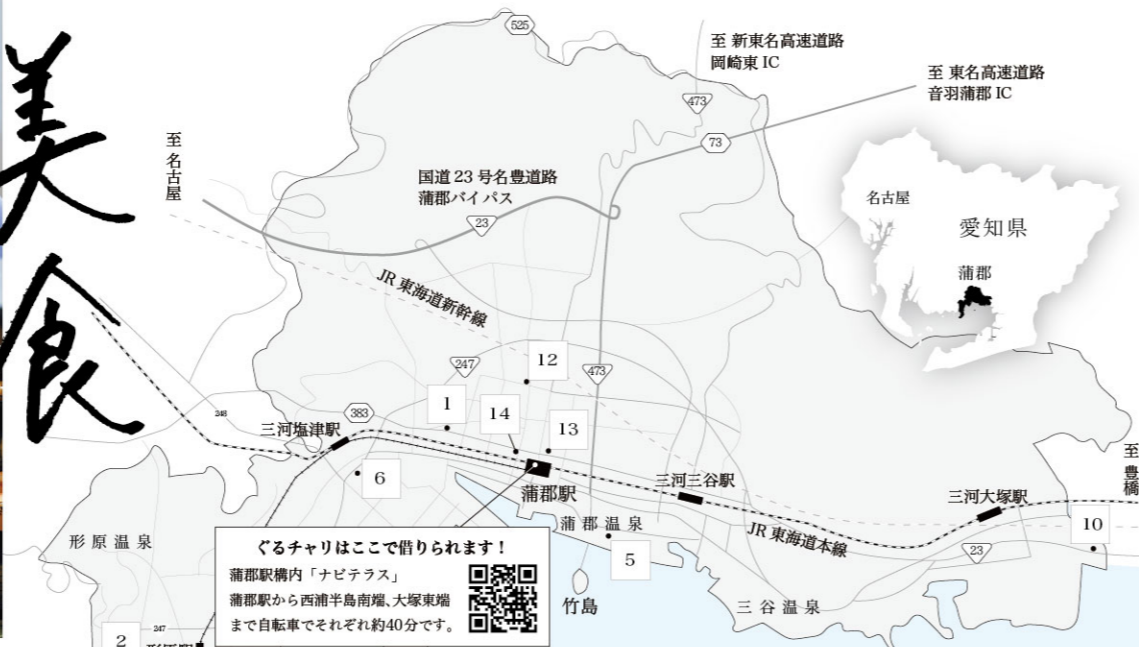 美食
525
至 新東名高速道路
岡崎東 IC
至 東名高速道路
音羽蒲郡 IC
473
73
至 名古屋
国道 23 号名豊道路
蒲郡バイパス
23
名古屋
愛知県
蒲郡
JR 東海道新幹線
247
12
473
1
14
13
248
383
三河塩津駅
6
蒲郡駅
三河三谷駅
三河大塚駅
至 豊橋
10
形原温泉
蒲郡温泉
5
JR 東海道本線
23
竹島
三谷温泉
ぐるチャリはここで借りられます！
蒲郡駅構内「ナビテラス」
蒲郡駅から西浦半島南端、大塚東端
まで自転車でそれぞれ約40分です。
2
247
形原駅